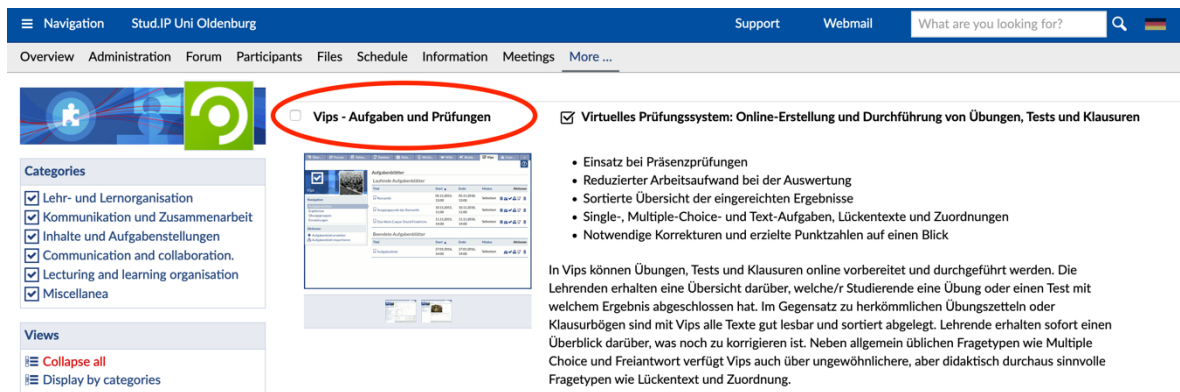 Navigation Stud.IP Uni Oldenburg Support Webmail What are you looking for?
Overview Administration Forum Participants Files Schedule Information Meetings More ...
Vips - Aufgaben und Prüfungen
Virtuelles Prüfungssystem: Online-Erstellung und Durchführung von Übungen, Tests und Klausuren
Categories
Lehr- und Lernorganisation
Kommunikation und Zusammenarbeit
Inhalte und Aufgabenstellungen
Communication and collaboration.
Lecturing and learning organisation
Miscellanea
Views
Collapse all
Display by categories
Aufgabenblätter
Laufende Aufgabenblätter
Beendete Aufgabenblätter
• Einsatz bei Präsenzprüfungen
• Reduzierter Arbeitsaufwand bei der Auswertung
• Sortierte Übersicht der eingereichten Ergebnisse
• Single-, Multiple-Choice- und Text-Aufgaben, Lückentexte und Zuordnungen
• Notwendige Korrekturen und erzielte Punktzahlen auf einen Blick
In Vips können Übungen, Tests und Klausuren online vorbereitet und durchgeführt werden. Die
Lehrenden erhalten eine Übersicht darüber, welche/r Studierende eine Übung oder einen Test mit
welchem Ergebnis abgeschlossen hat. Im Gegensatz zu herkömmlichen Übungszetteln oder
Klausurbögen sind mit Vips alle Texte gut lesbar und sortiert abgelegt. Lehrende erhalten sofort einen
Überblick darüber, was noch zu korrigieren ist. Neben allgemein üblichen Fragetypen wie Multiple
Choice und Freiantwort verfügt Vips auch über ungewöhnlichere, aber didaktisch durchaus sinnvolle
Fragetypen wie Lückentext und Zuordnung.